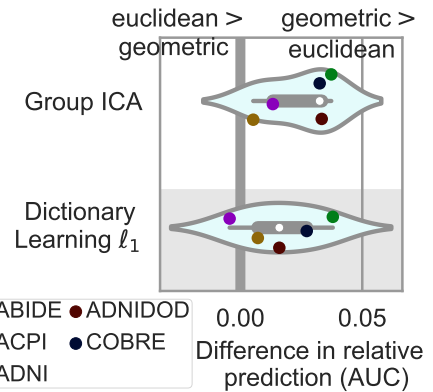 euclidean > geometric >
geometric euclidean
Group ICA
Dictionary
Learning ℓ₁
ABIDE ADNIDOD
ACPI COBRE
ADNI
0.00 0.05
Difference in relative
prediction (AUC)